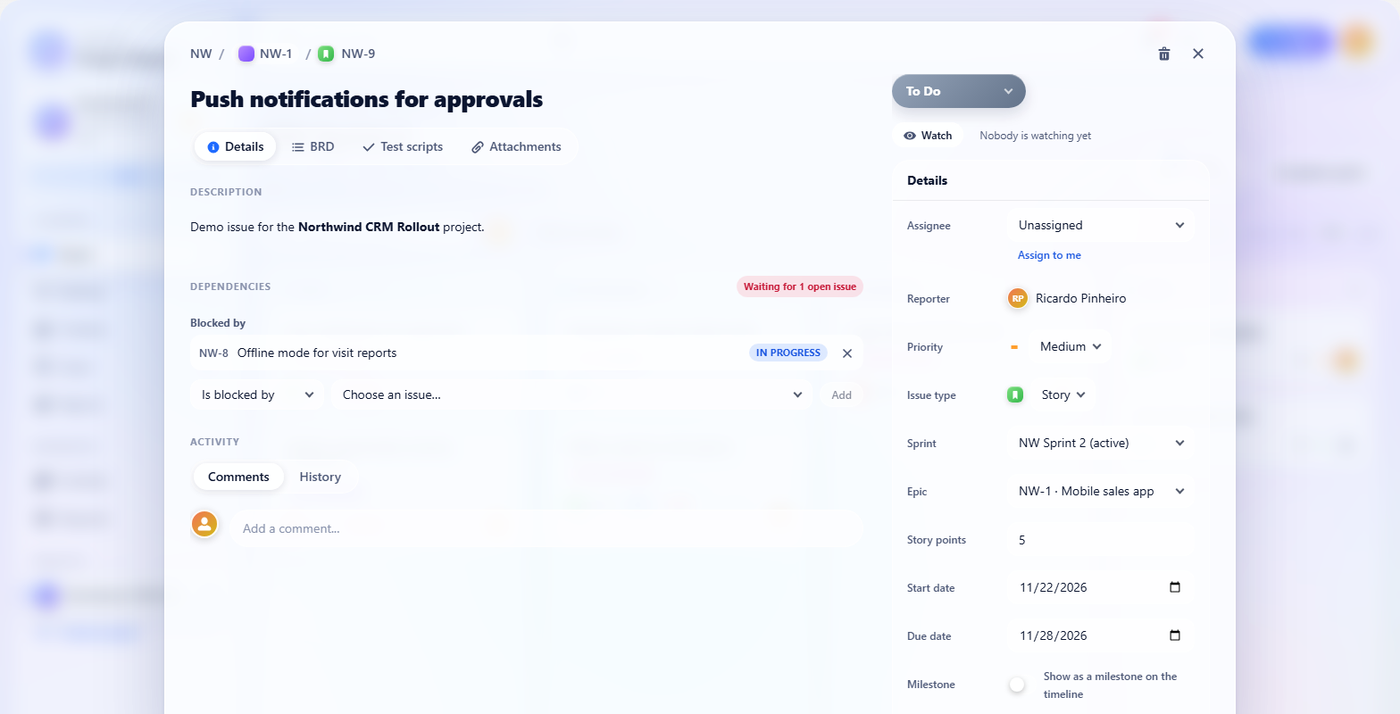 NW / NW-1 / NW-9
Push notifications for approvals
Details BRD Test scripts Attachments
DESCRIPTION
Demo issue for the Northwind CRM Rollout project.
DEPENDENCIES Waiting for 1 open issue
Blocked by
NW-8 Offline mode for visit reports IN PROGRESS
Is blocked by Choose an issue... Add
ACTIVITY
Comments History
Add a comment...
To Do
Watch Nobody is watching yet
Details
Assignee Unassigned
Assign to me
Reporter RP Ricardo Pinheiro
Priority Medium
Issue type Story
Sprint NW Sprint 2 (active)
Epic NW-1 · Mobile sales app
Story points 5
Start date 11/22/2026
Due date 11/28/2026
Milestone Show as a milestone on the
timeline